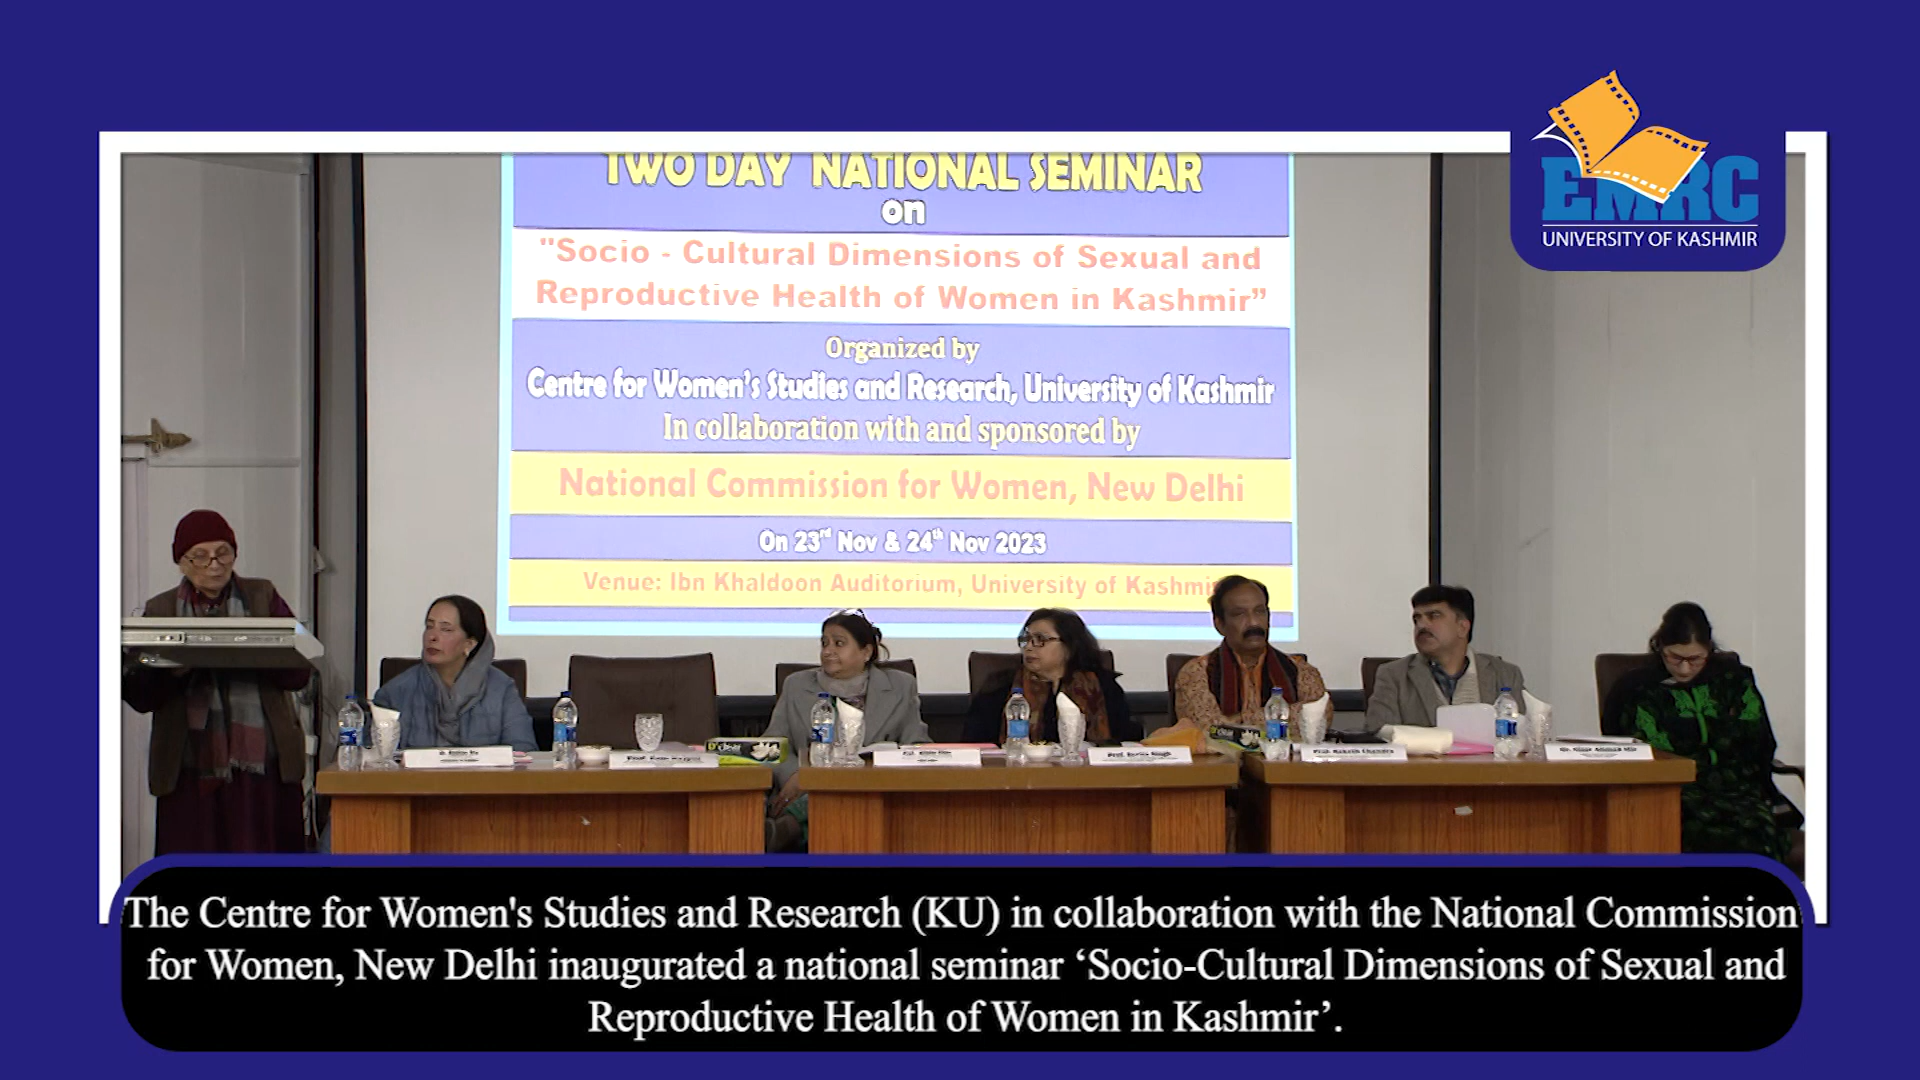 EMRC
UNIVERSITY OF KASHMIR
TWO DAY NATIONAL SEMINAR
on
"Socio - Cultural Dimensions of Sexual and
Reproductive Health of Women in Kashmir”
Organized by
Centre for Women's Studies and Research, University of Kashmir
In collaboration with and sponsored by
National Commission for Women, New Delhi
On 23rd Nov & 24th Nov 2023
Venue: Ibn Khaldoon Auditorium, University of Kashmir
The Centre for Women's Studies and Research (KU) in collaboration with the National Commission
for Women, New Delhi inaugurated a national seminar ‘Socio-Cultural Dimensions of Sexual and
Reproductive Health of Women in Kashmir’.